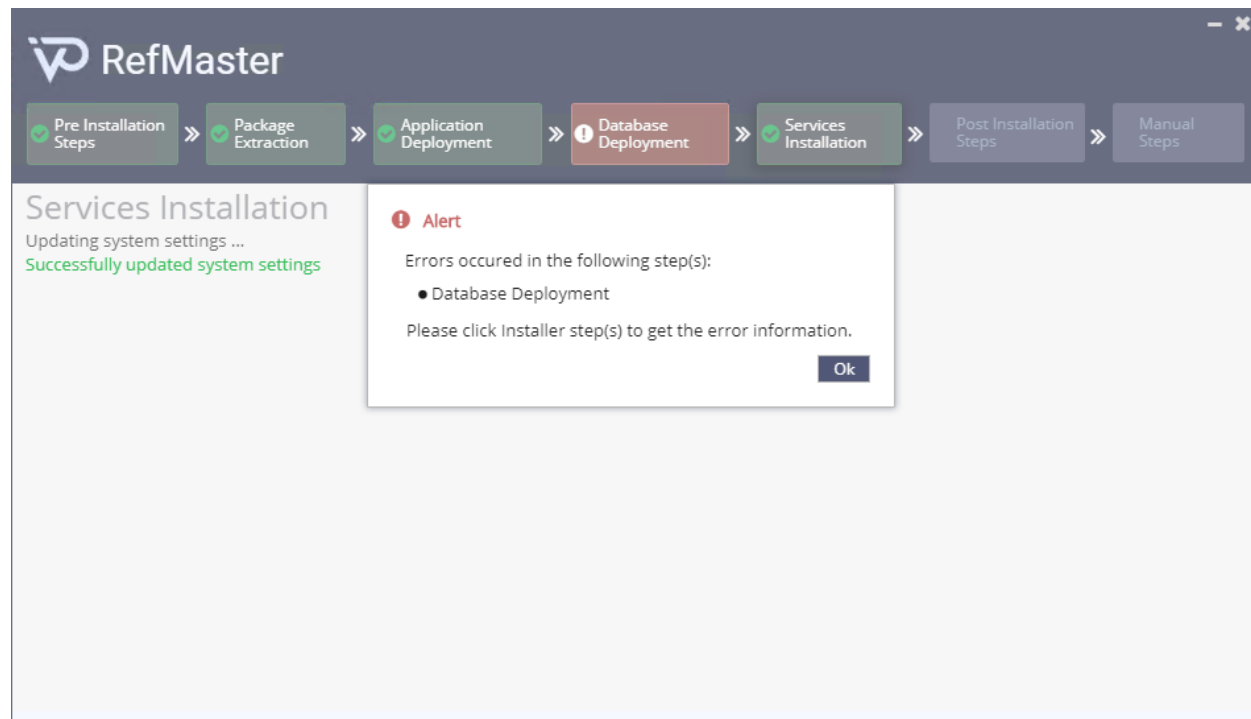 RefMaster
Pre Installation
Steps
Package
Extraction
Application
Deployment
Database
Deployment
Services
Installation
Post Installation
Steps
Manual
Steps
Services Installation
Updating system settings ...
Successfully updated system settings
Alert
Errors occured in the following step(s):
● Database Deployment
Please click Installer step(s) to get the error information.
Ok